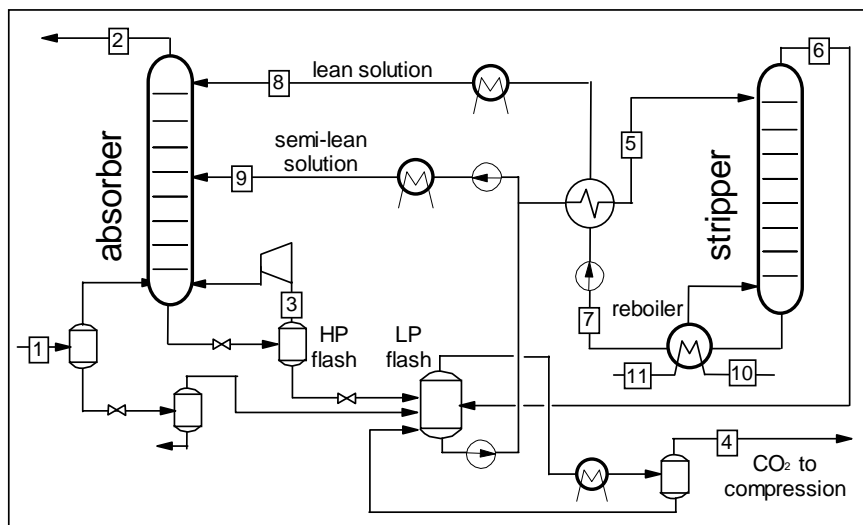 2
6
8
lean solution
5
semi-lean
solution
9
absorber
stripper
3
7
reboiler
1
HP
flash
LP
flash
11
10
4
CO₂ to
compression